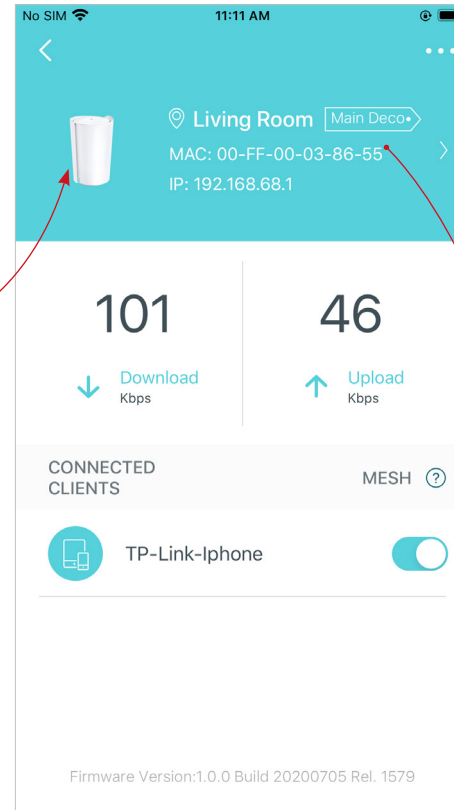 No SIM 11:11 AM
Living Room Main Deco
MAC: 00-FF-00-03-86-55
IP: 192.168.68.1
101 46
Download Upload
Kbps Kbps
CONNECTED
CLIENTS MESH ?
TP-Link-Iphone
Firmware Version:1.0.0 Build 20200705 Rel. 1579